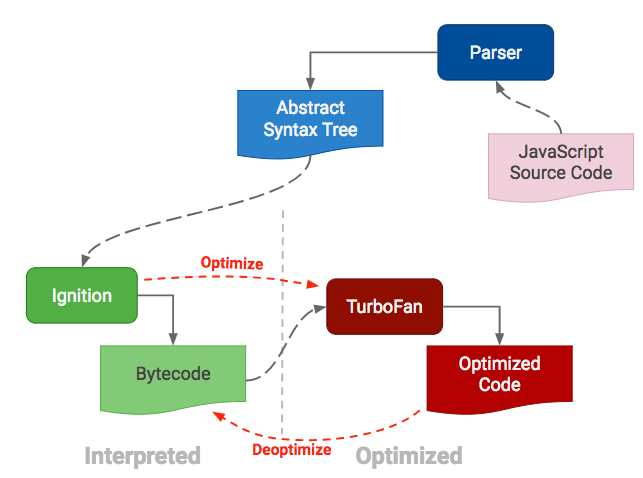 Parser
Abstract
Syntax Tree
JavaScript
Source Code
Optimize
Ignition
TurboFan
Bytecode
Optimized
Code
Deoptimize
Interpreted
Optimized